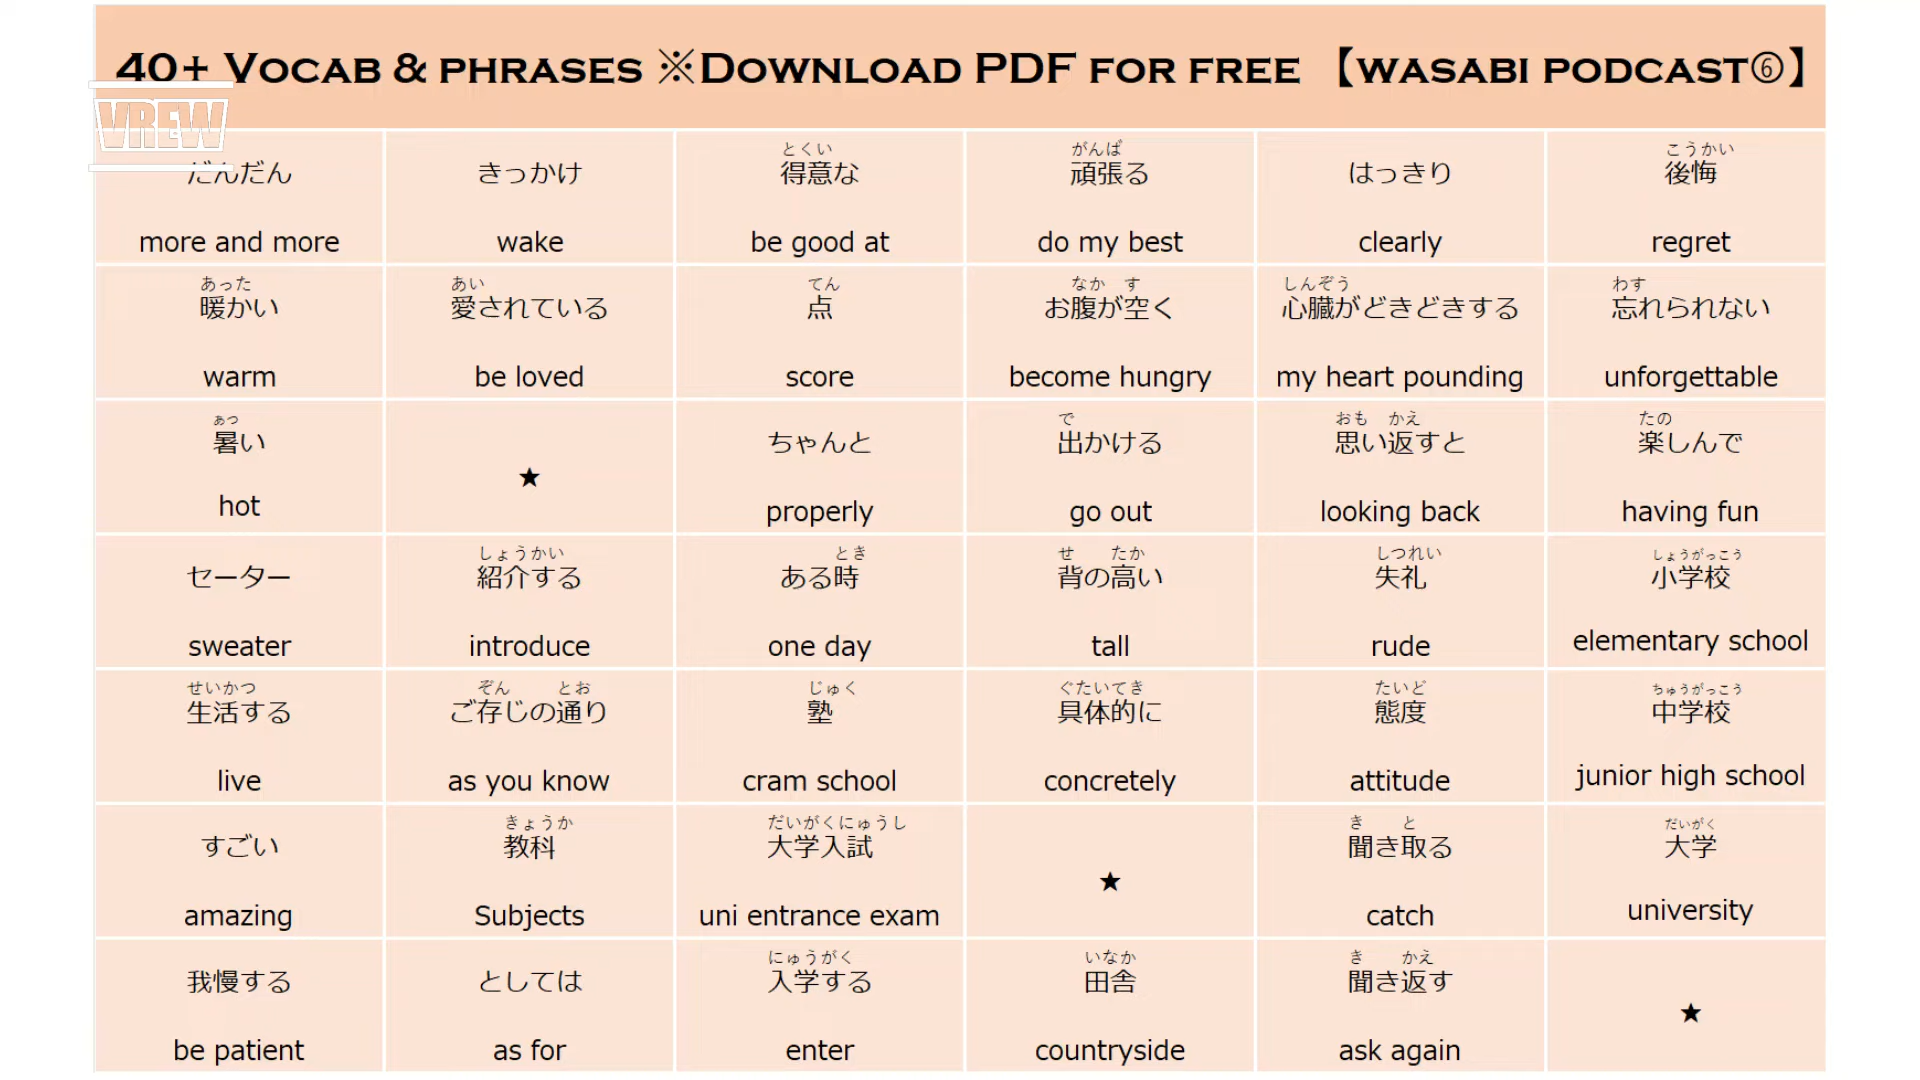 40+ VOCAB & PHRASES ※DOWNLOAD PDF FOR FREE 【WASABI PODCAST⑥】
VREW
だんだん
more and more
きっかけ
wake
とくい
得意な
be good at
がんば
頑張る
do my best
はっきり
clearly
こうかい
後悔
regret
あった
暖かい
warm
あい
愛されている
be loved
てん
点
score
なか す
お腹が空く
become hungry
しんぞう
心臓がどきどきする
my heart pounding
わす
忘れられない
unforgettable
あつ
暑い
hot
★
ちゃんと
properly
で
出かける
go out
おも かえ
思い返すと
looking back
たの
楽しんで
having fun
セーター
sweater
しょうかい
紹介する
introduce
とき
ある時
one day
せ たか
背の高い
tall
しつれい
失礼
rude
しょうがっこう
小学校
elementary school
せいかつ
生活する
live
ぞん とお
ご存じの通り
as you know
じゅく
塾
cram school
ぐたいてき
具体的に
concretely
たいど
態度
attitude
ちゅうがっこう
中学校
junior high school
すごい
amazing
きょうか
教科
Subjects
だいがくにゅうし
大学入試
uni entrance exam
★
き と
聞き取る
catch
だいがく
大学
university
我慢する
be patient
としては
as for
にゅうがく
入学する
enter
いなか
田舎
countryside
き かえ
聞き返す
ask again
★